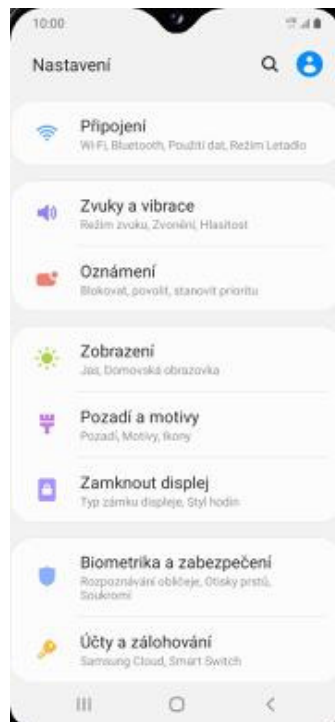 10:00
Nastavení
Připojení
Wi-Fi, Bluetooth, Použití dat, Režim Letadlo
Zvuky a vibrace
Režim zvuku, Zvonění, Hlasitost
Oznámení
Blokovat, povolit, stanovit prioritu
Zobrazení
Jas, Domovská obrazovka
Pozadí a motivy
Pozadí, Motivy, Ikony
Zamknout displej
Typ zámku displeje, Styl hodin
Biometrika a zabezpečení
Rozpoznávání obličeje, Otisky prstů,
Soukromí
Účty a zálohování
Samsung Cloud, Smart Switch